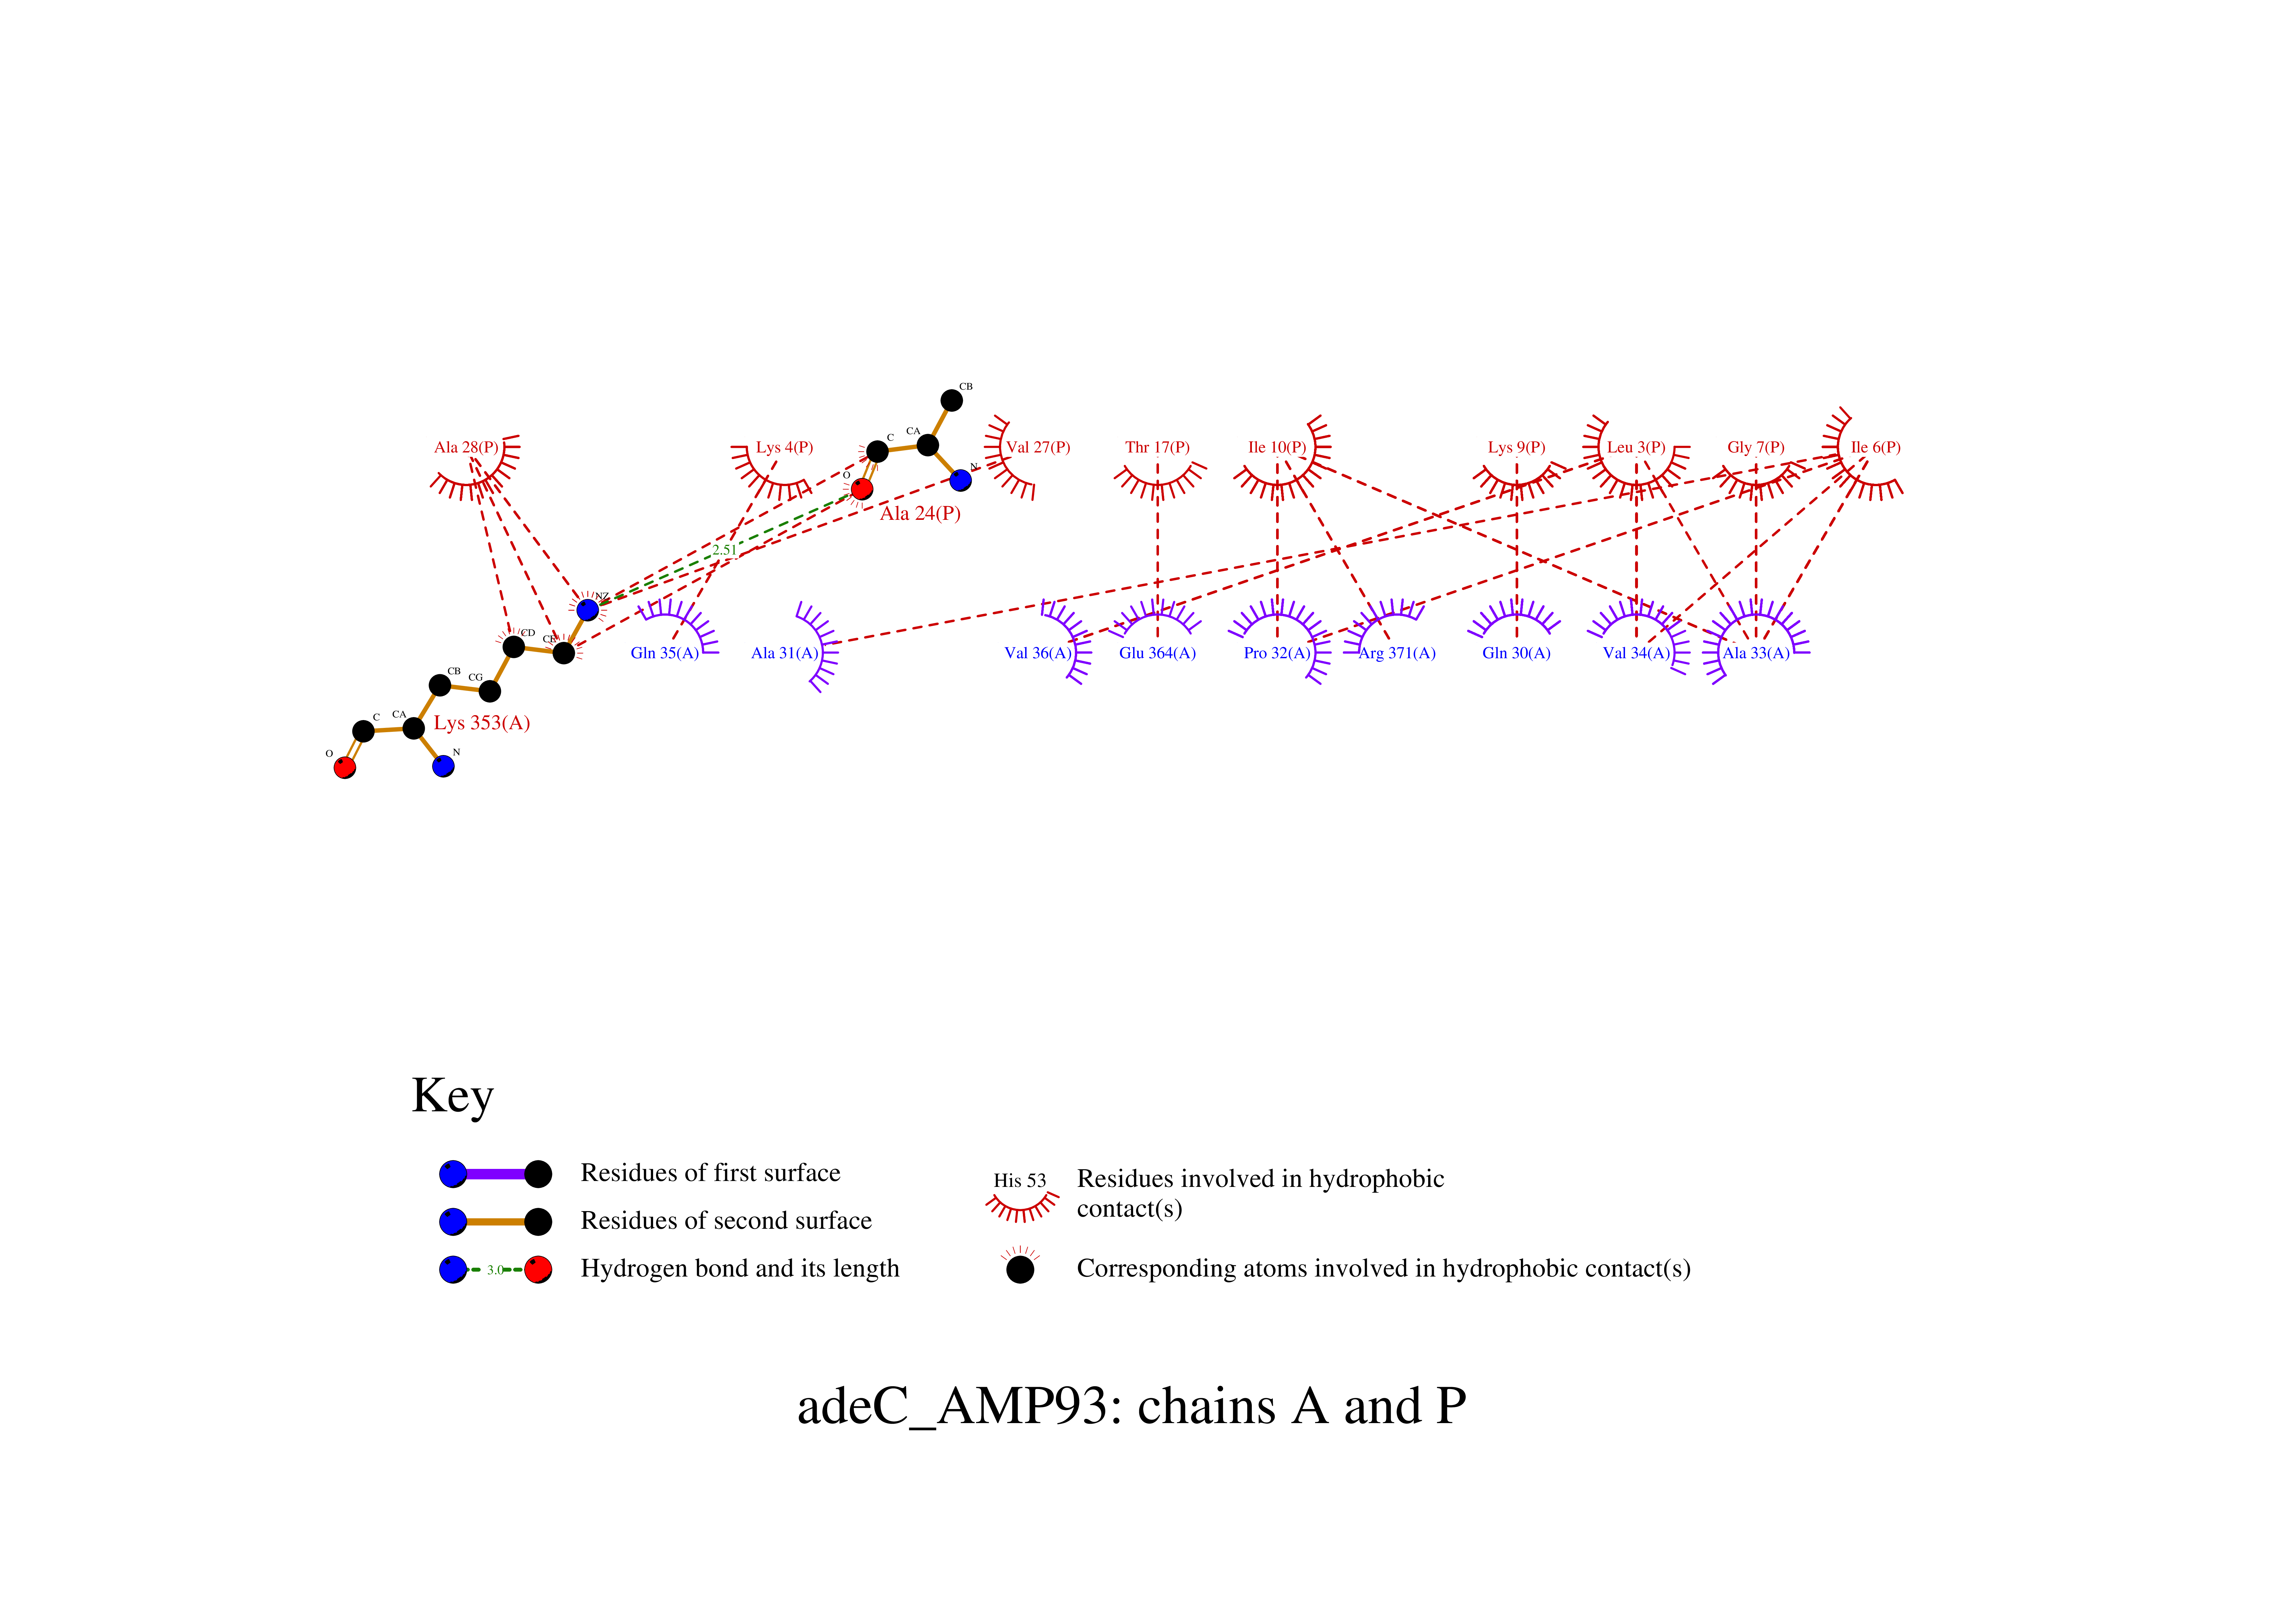 CB
C
CA
N
O
Ala 28(P)
Lys 4(P)
Val 27(P)
Thr 17(P)
Ile 10(P)
Lys 9(P)
Leu 3(P)
Gly 7(P)
Ile 6(P)
Ala 24(P)
2.51
NZ
CD
CE
Gln 35(A)
Ala 31(A)
Val 36(A)
Glu 364(A)
Pro 32(A)
Arg 371(A)
Gln 30(A)
Val 34(A)
Ala 33(A)
CB
CG
C
CA
Lys 353(A)
O
N
Key
Residues of first surface
Residues of second surface
3.0
Hydrogen bond and its length
His 53
Residues involved in hydrophobic
contact(s)
Corresponding atoms involved in hydrophobic contact(s)
adeC_AMP93: chains A and P